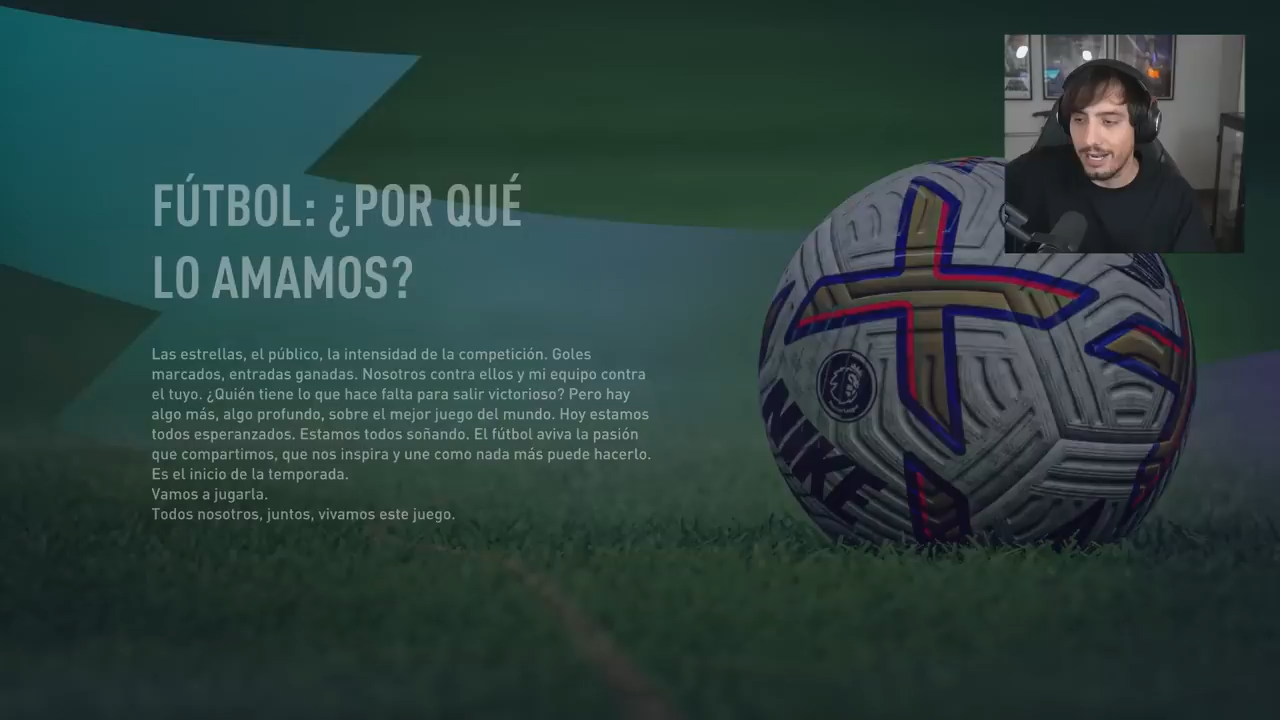 FÚTBOL: ¿POR QUÉ
LO AMAMOS?
Las estrellas, el público, la intensidad de la competición. Goles
marcados, entradas ganadas. Nosotros contra ellos y mi equipo contra
el tuyo. ¿Quién tiene lo que hace falta para salir victorioso? Pero hay
algo más, algo profundo, sobre el mejor juego del mundo. Hoy estamos
todos esperanzados. Estamos todos soñando. El fútbol aviva la pasión
que compartimos, que nos inspira y une como nada más puede hacerlo.
Es el inicio de la temporada.
Vamos a jugarla.
Todos nosotros, juntos, vivamos este juego.
NIKE